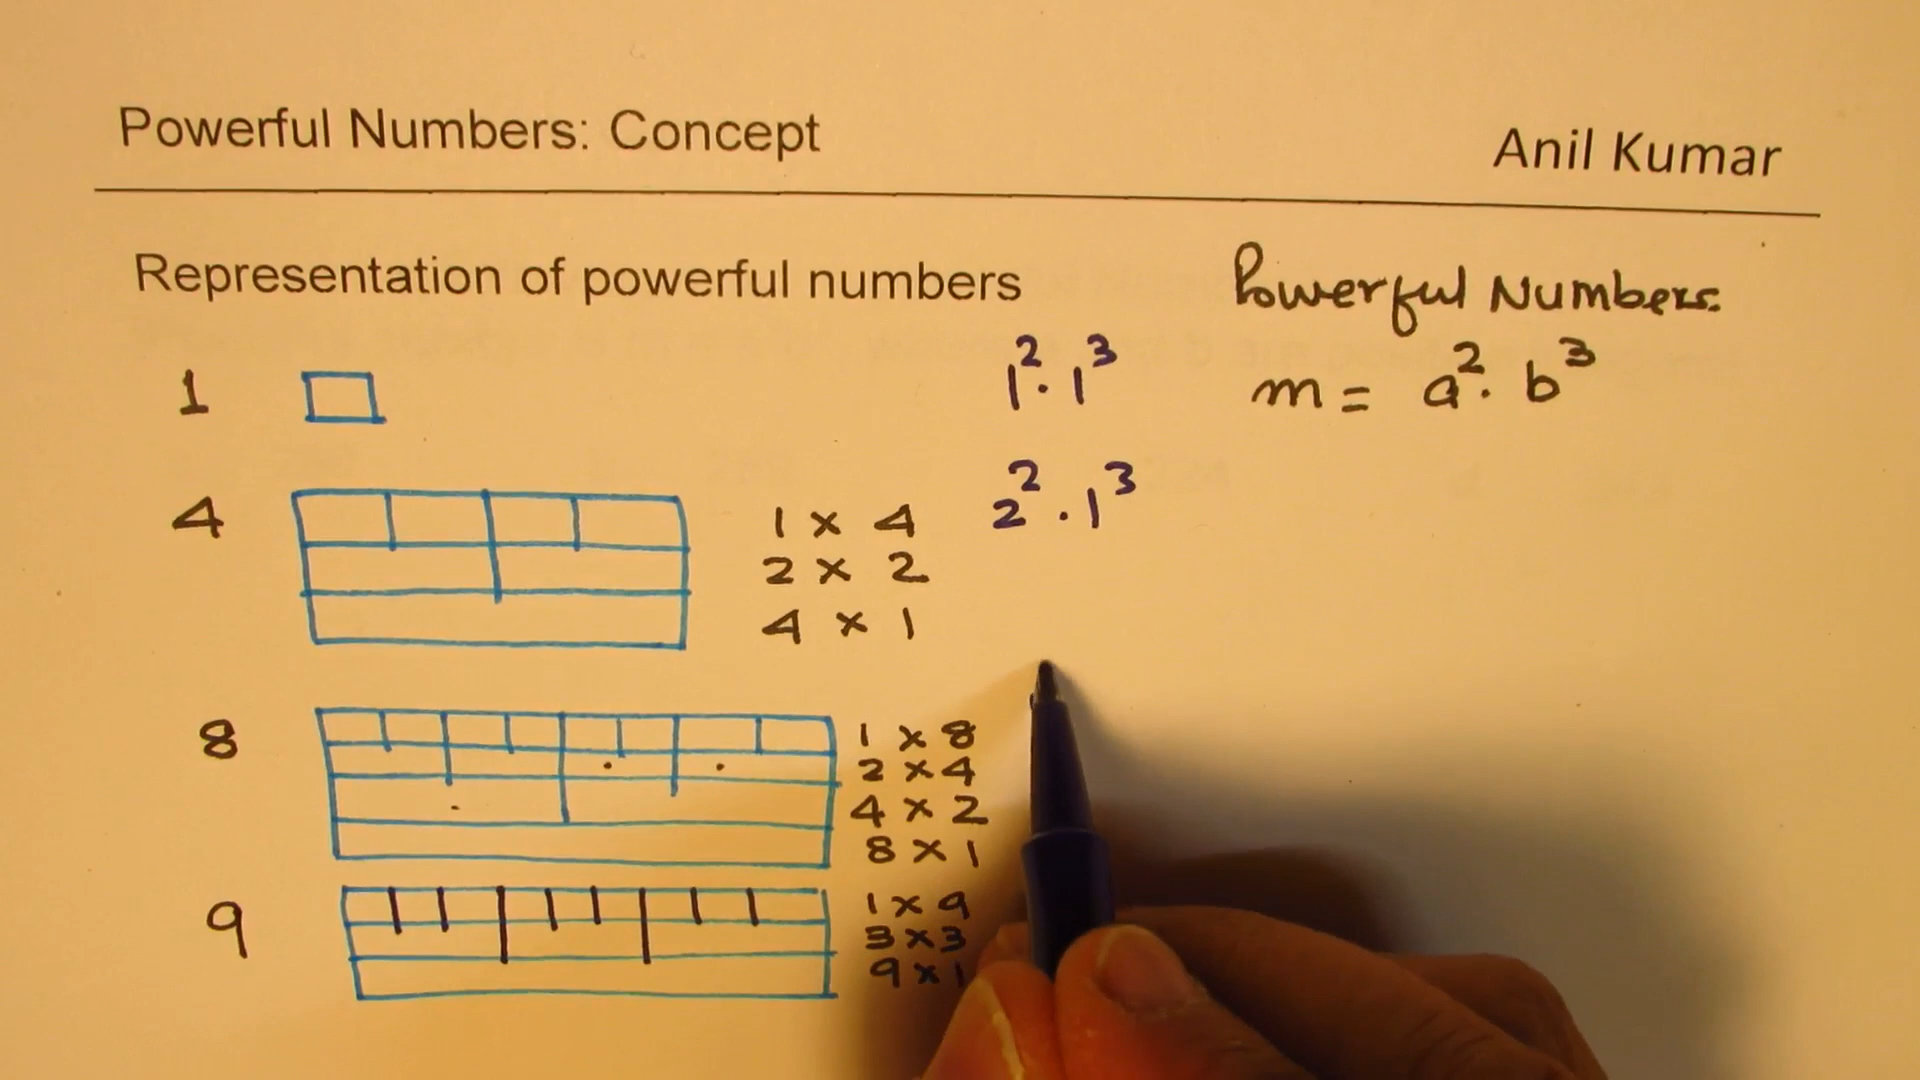 Powerful Numbers: Concept
Anil Kumar
Representation of powerful numbers
Powerful Numbers.
m = a². b³
1
1². 1³
4
1 x 4
2 x 2
4 x 1
2² . 1³
8
1 x 8
2 x 4
4 x 2
8 x 1
9
1 x 9
3 x 3
9 x 1